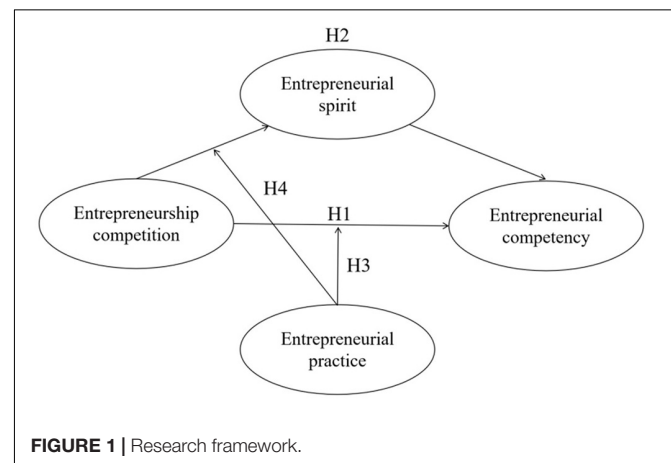 H2
Entrepreneurial
spirit
H4
Entrepreneurship
competition
H1
Entrepreneurial
competency
H3
Entrepreneurial
practice
FIGURE 1 | Research framework.